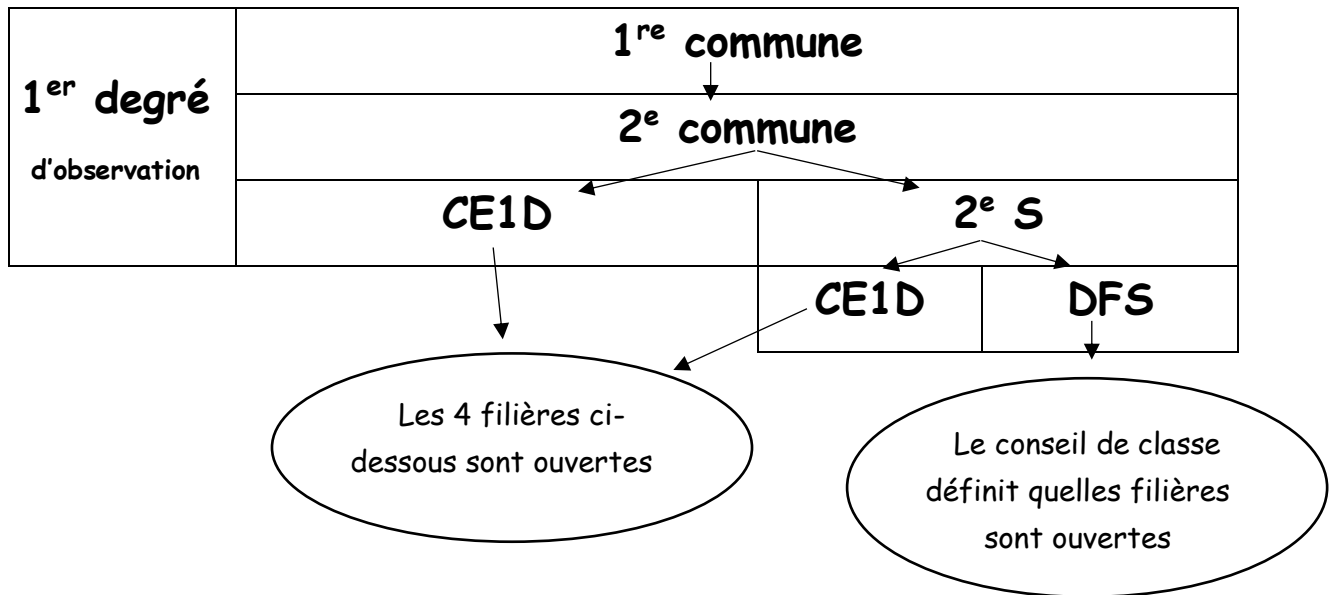 1re commune
1er degré
d'observation
2e commune
CE1D
2e S
CE1D
DFS
Les 4 filières ci-
dessous sont ouvertes
Le conseil de classe
définit quelles filières
sont ouvertes